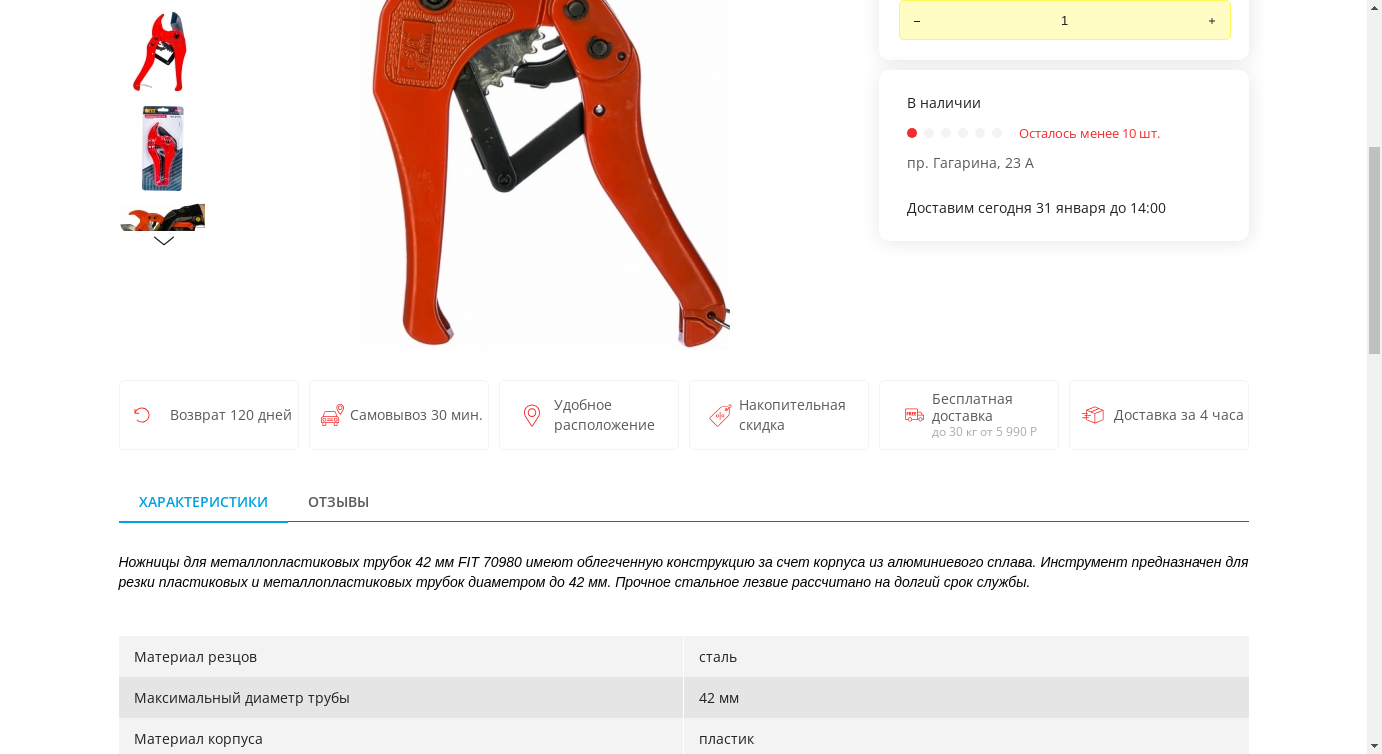 –
1
+
В наличии
Осталось менее 10 шт.
пр. Гагарина, 23 А
Доставим сегодня 31 января до 14:00
Возврат 120 дней
Самовывоз 30 мин.
Удобное
расположение
Накопительная
скидка
Бесплатная
доставка
до 30 кг от 5 990 Р
Доставка за 4 часа
ХАРАКТЕРИСТИКИ
ОТЗЫВЫ
Ножницы для металлопластиковых трубок 42 мм FIT 70980 имеют облегченную конструкцию за счет корпуса из алюминиевого сплава. Инструмент предназначен для
резки пластиковых и металлопластиковых трубок диаметром до 42 мм. Прочное стальное лезвие рассчитано на долгий срок службы.
Материал резцов
сталь
Максимальный диаметр трубы
42 мм
Материал корпуса
пластик